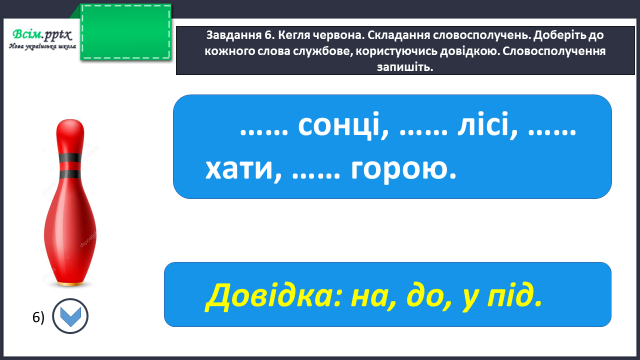 Всім.pptx
Нова українська школа
Завдання 6. Кегля червона. Складання словосполучень. Доберіть до
кожного слова службове, користуючись довідкою. Словосполучення
запишіть.
…… сонці, …… лісі, ……
хати, …… горою.
Довідка: на, до, у під.
6)